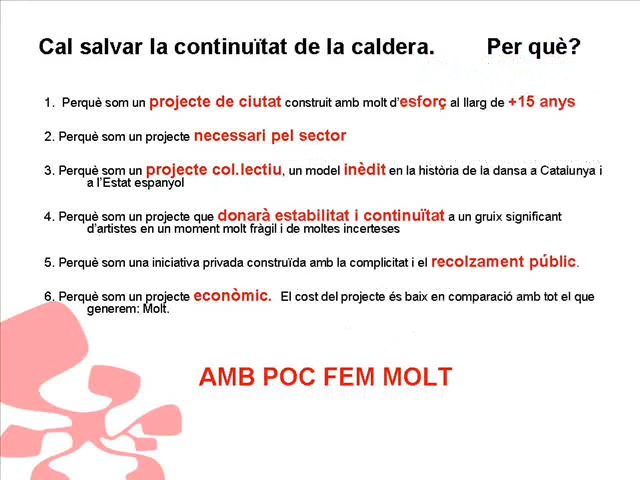 Cal salvar la continuïtat de la caldera. Per què?
1. Perquè som un projecte de ciutat construit amb molt d'esforç al llarg de +15 anys
2. Perquè som un projecte necessari pel sector
3. Perquè som un projecte col.lectiu, un model inèdit en la història de la dansa a Catalunya i
a l'Estat espanyol
4. Perquè som un projecte que donarà estabilitat i continuïtat a un gruix significant
d'artistes en un moment molt fràgil i de moltes incerteses
5. Perquè som una iniciativa privada construïda amb la complicitat i el recolzament públic.
6. Perquè som un projecte econòmic. El cost del projecte és baix en comparació amb tot el que
generem: Molt.
AMB POC FEM MOLT